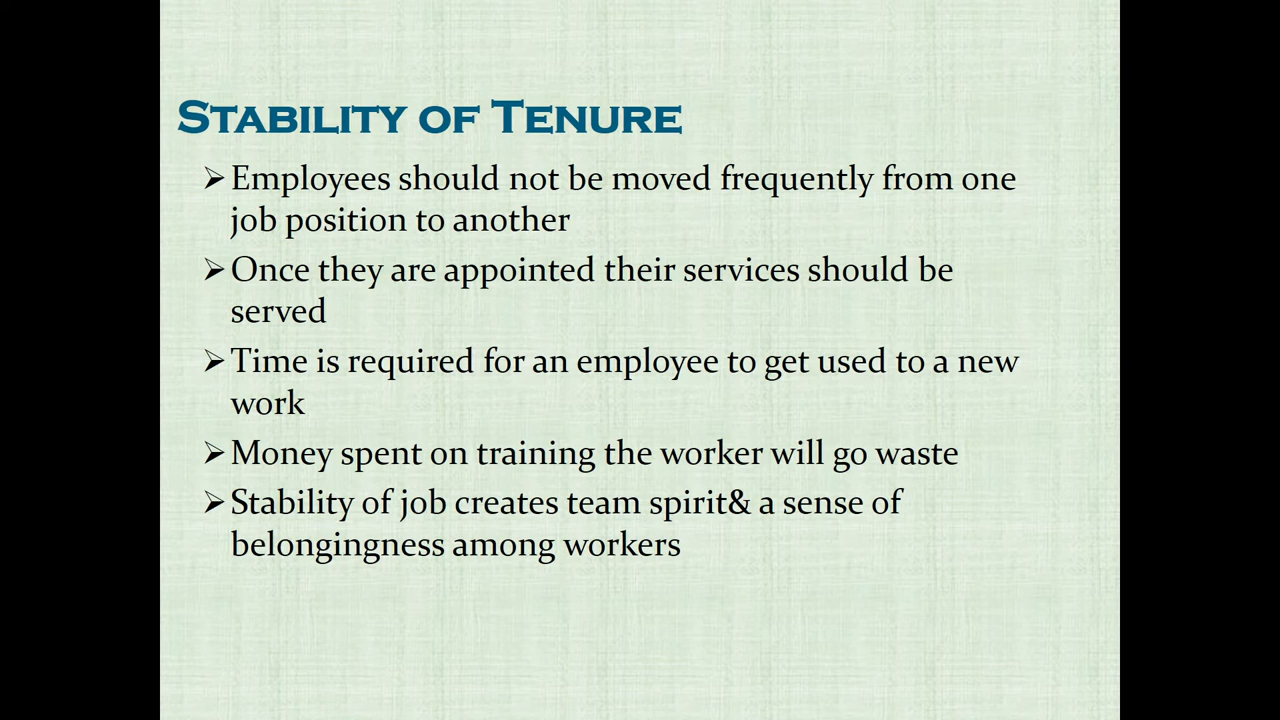 Stability of Tenure
➢Employees should not be moved frequently from one
job position to another
➢Once they are appointed their services should be
served
➢Time is required for an employee to get used to a new
work
➢Money spent on training the worker will go waste
➢Stability of job creates team spirit& a sense of
belongingness among workers